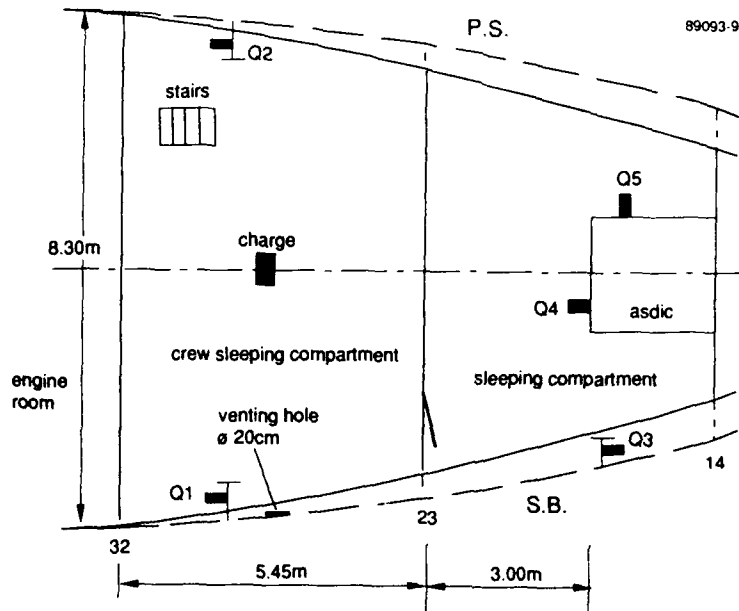 P.S.
89093-9
Q2
stairs
Q5
8.30m
charge
Q4
asdic
crew sleeping compartment
sleeping compartment
engine
room
venting hole
ø 20cm
Q3
Q1
14
23
S.B.
32
5.45m
3.00m